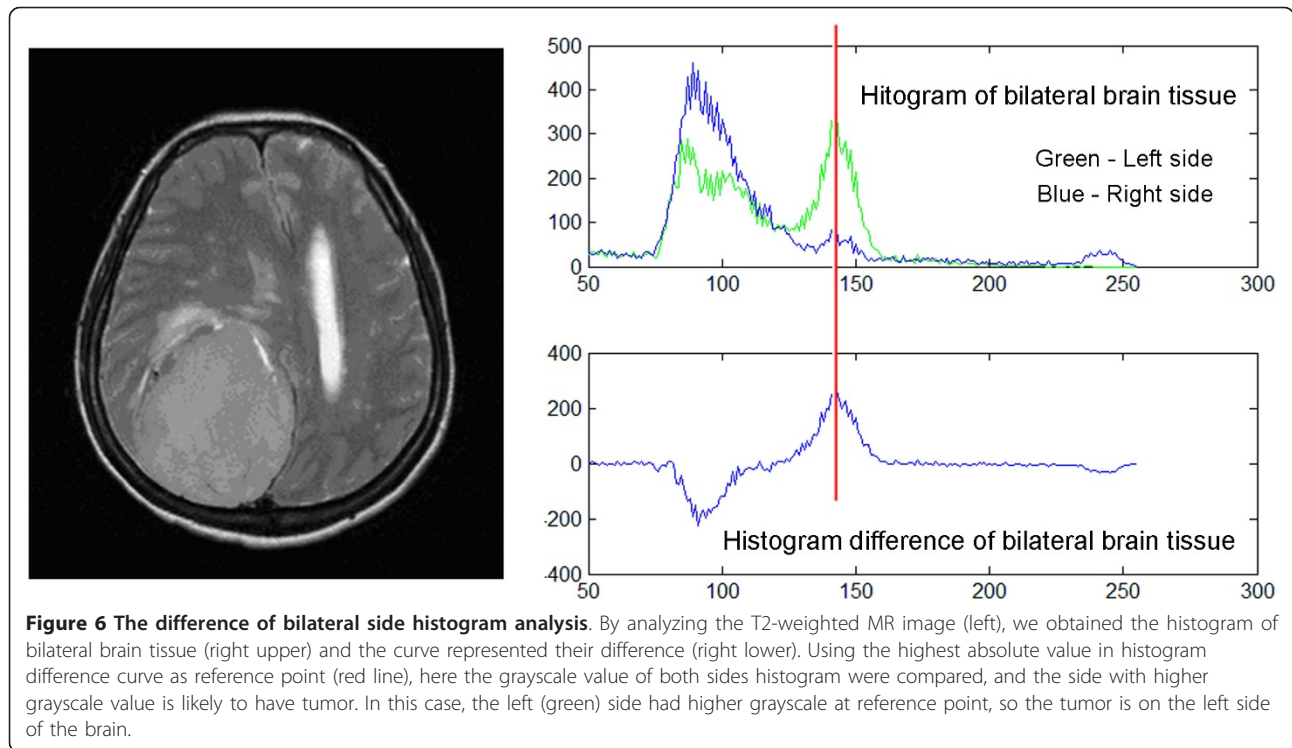 500
400
300
200
100
0
50 100 150 200 250 300
Hitogram of bilateral brain tissue
Green - Left side
Blue - Right side
400
200
0
-200
-400
50 100 150 200 250 300
Histogram difference of bilateral brain tissue
Figure 6 The difference of bilateral side histogram analysis. By analyzing the T2-weighted MR image (left), we obtained the histogram of
bilateral brain tissue (right upper) and the curve represented their difference (right lower). Using the highest absolute value in histogram
difference curve as reference point (red line), here the grayscale value of both sides histogram were compared, and the side with higher
grayscale value is likely to have tumor. In this case, the left (green) side had higher grayscale at reference point, so the tumor is on the left side
of the brain.